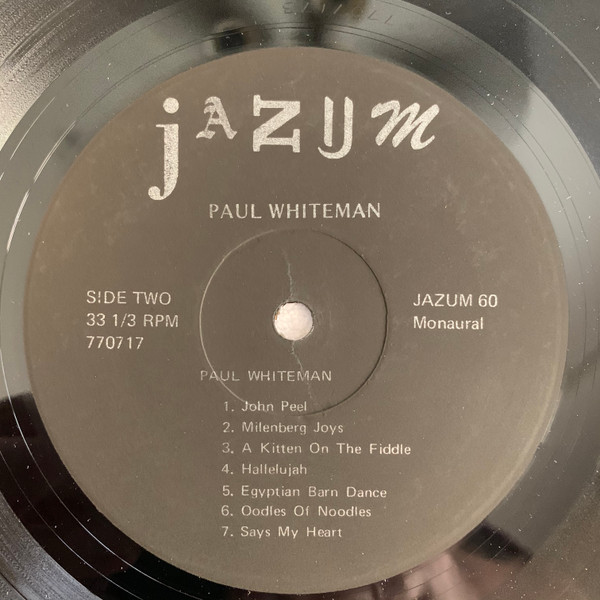 jAZUM
PAUL WHITEMAN
SIDE TWO
33 1/3 RPM
770717
JAZUM 60
Monaural
PAUL WHITEMAN
1. John Peel
2. Milenberg Joys
3. A Kitten On The Fiddle
4. Hallelujah
5. Egyptian Barn Dance
6. Oodles Of Noodles
7. Says My Heart